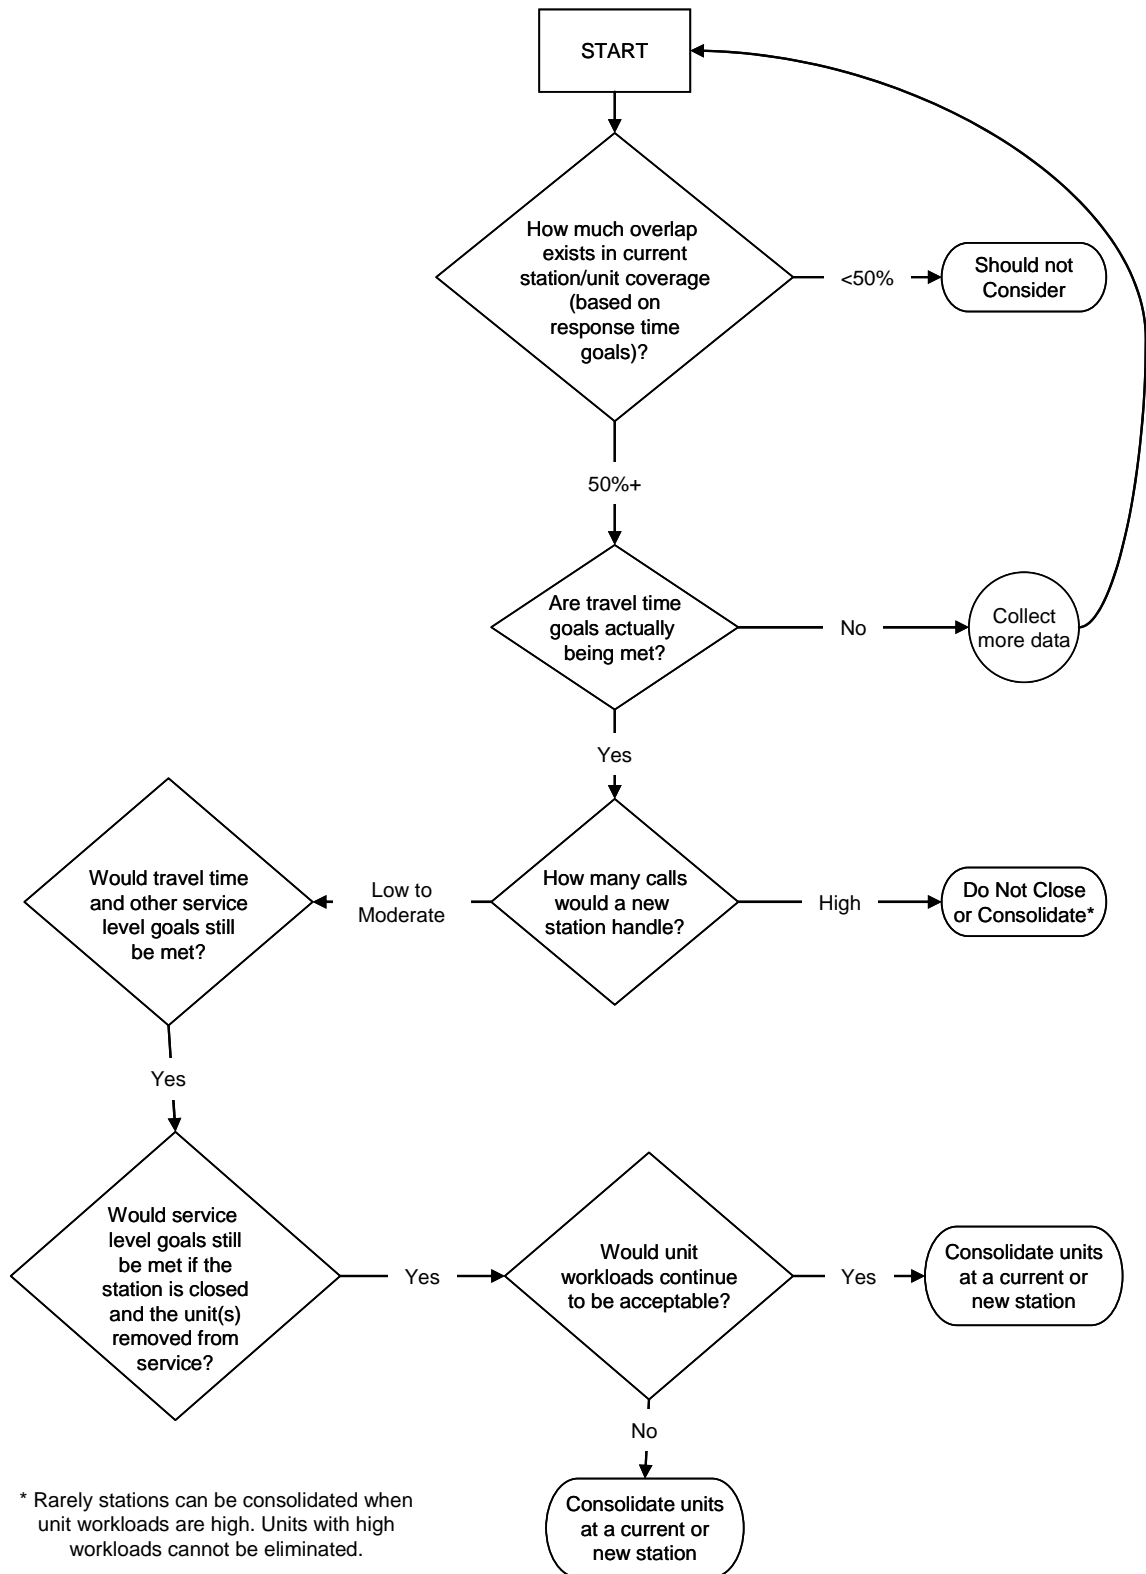 START
How much overlap
exists in current
station/unit coverage
(based on
response time
goals)?
<50%
Should not
Consider
50%+
Are travel time
goals actually
being met?
No
Collect
more data
Yes
How many calls
would a new
station handle?
High
Do Not Close
or Consolidate*
Low to
Moderate
Would travel time
and other service
level goals still
be met?
Yes
Would service
level goals still
be met if the
station is closed
and the unit(s)
removed from
service?
Yes
Would unit
workloads continue
to be acceptable?
Yes
Consolidate units
at a current or
new station
No
Consolidate units
at a current or
new station
* Rarely stations can be consolidated when
unit workloads are high. Units with high
workloads cannot be eliminated.